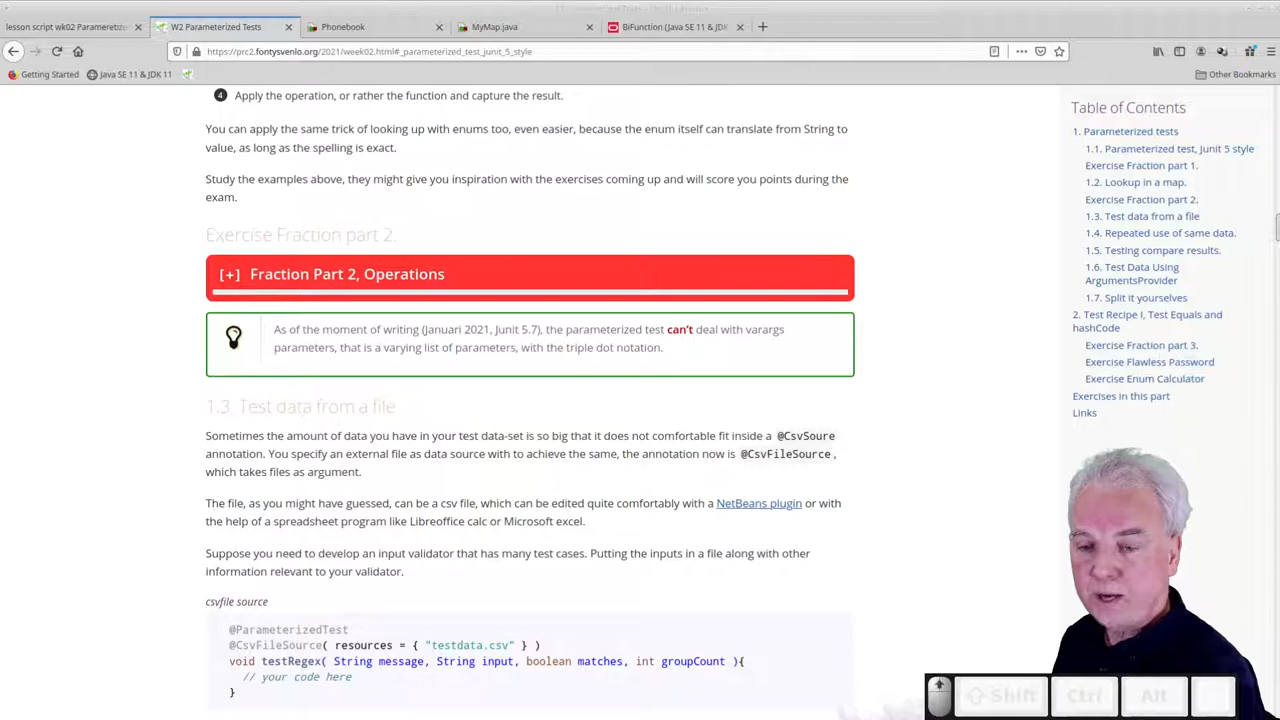 lesson script wk02 Parameretiz
W2 Parameterized Tests
Phonebook
MyMap.java
BiFunction (Java SE 11 & JDK
https://prc2.fontysvenlo.org/2021/week02.html#_parameterized_test_junit_5_style
Getting Started
Java SE 11 & JDK 11
Other Bookmarks
4 Apply the operation, or rather the function and capture the result.
You can apply the same trick of looking up with enums too, even easier, because the enum itself can translate from String to
value, as long as the spelling is exact.
Study the examples above, they might give you inspiration with the exercises coming up and will score you points during the
exam.
Exercise Fraction part 2.
[+] Fraction Part 2, Operations
As of the moment of writing (Januari 2021, Junit 5.7), the parameterized test can't deal with varargs
parameters, that is a varying list of parameters, with the triple dot notation.
1.3. Test data from a file
Sometimes the amount of data you have in your test data-set is so big that it does not comfortable fit inside a @CsvSoure
annotation. You specify an external file as data source with to achieve the same, the annotation now is @CsvFileSource,
which takes files as argument.
The file, as you might have guessed, can be a csv file, which can be edited quite comfortably with a NetBeans plugin or with
the help of a spreadsheet program like Libreoffice calc or Microsoft excel.
Suppose you need to develop an input validator that has many test cases. Putting the inputs in a file along with other
information relevant to your validator.
csvfile source
@ParameterizedTest
@CsvFileSource( resources = { "testdata.csv" } )
void testRegex( String message, String input, boolean matches, int groupCount ){
// your code here
}
Table of Contents
1. Parameterized tests
1.1. Parameterized test, Junit 5 style
Exercise Fraction part 1.
1.2. Lookup in a map.
Exercise Fraction part 2.
1.3. Test data from a file
1.4. Repeated use of same data.
1.5. Testing compare results.
1.6. Test Data Using
ArgumentsProvider
1.7. Split it yourselves
2. Test Recipe I, Test Equals and
hashCode
Exercise Fraction part 3.
Exercise Flawless Password
Exercise Enum Calculator
Exercises in this part
Links
Shift
Ctrl
Alt